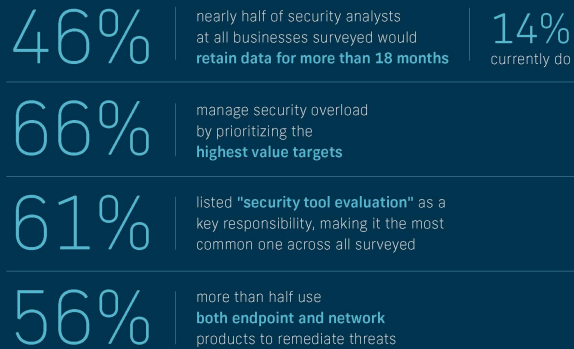 46%
nearly half of security analysts
at all businesses surveyed would
retain data for more than 18 months
14%
currently do
66%
manage security overload
by prioritizing the
highest value targets
61%
listed "security tool evaluation" as a
key responsibility, making it the most
common one across all surveyed
56%
more than half use
both endpoint and network
products to remediate threats